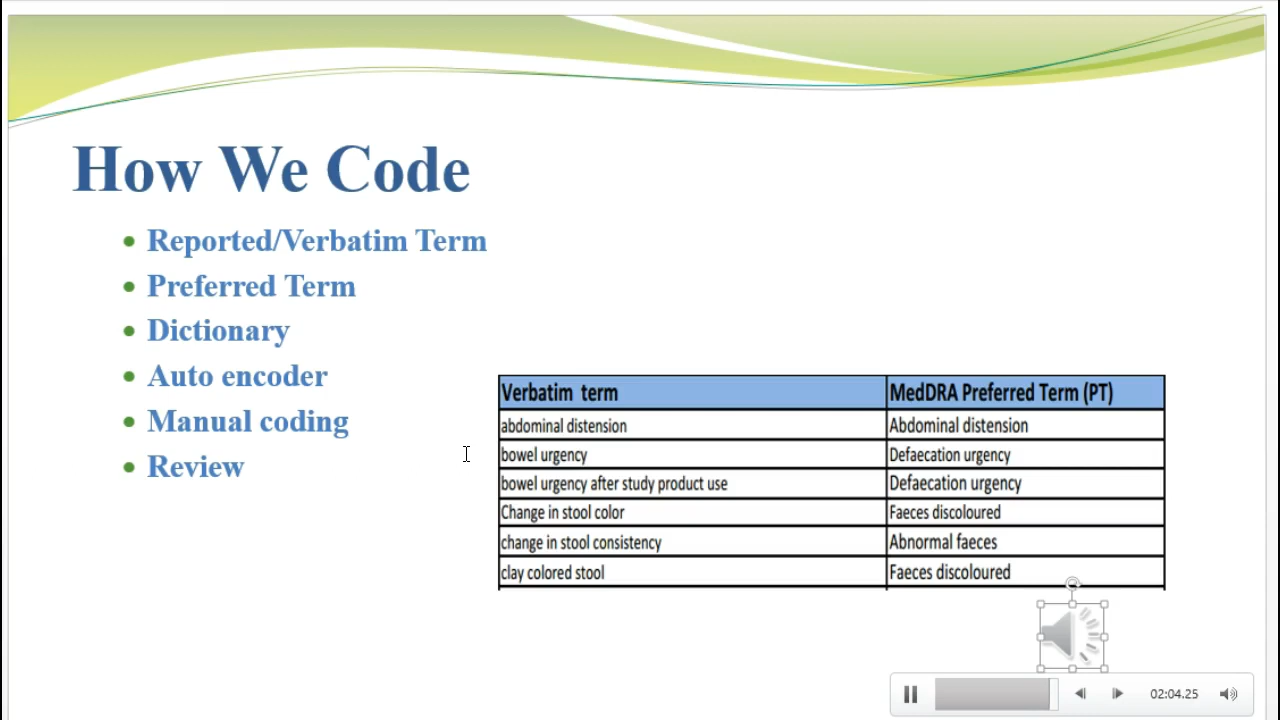 How We Code
Reported/Verbatim Term
Preferred Term
Dictionary
Auto encoder
Manual coding
Review
Verbatim term MedDRA Preferred Term (PT)
abdominal distension Abdominal distension
bowel urgency Defaecation urgency
bowel urgency after study product use Defaecation urgency
Change in stool color Faeces discoloured
change in stool consistency Abnormal faeces
clay colored stool Faeces discoloured
02:04.25